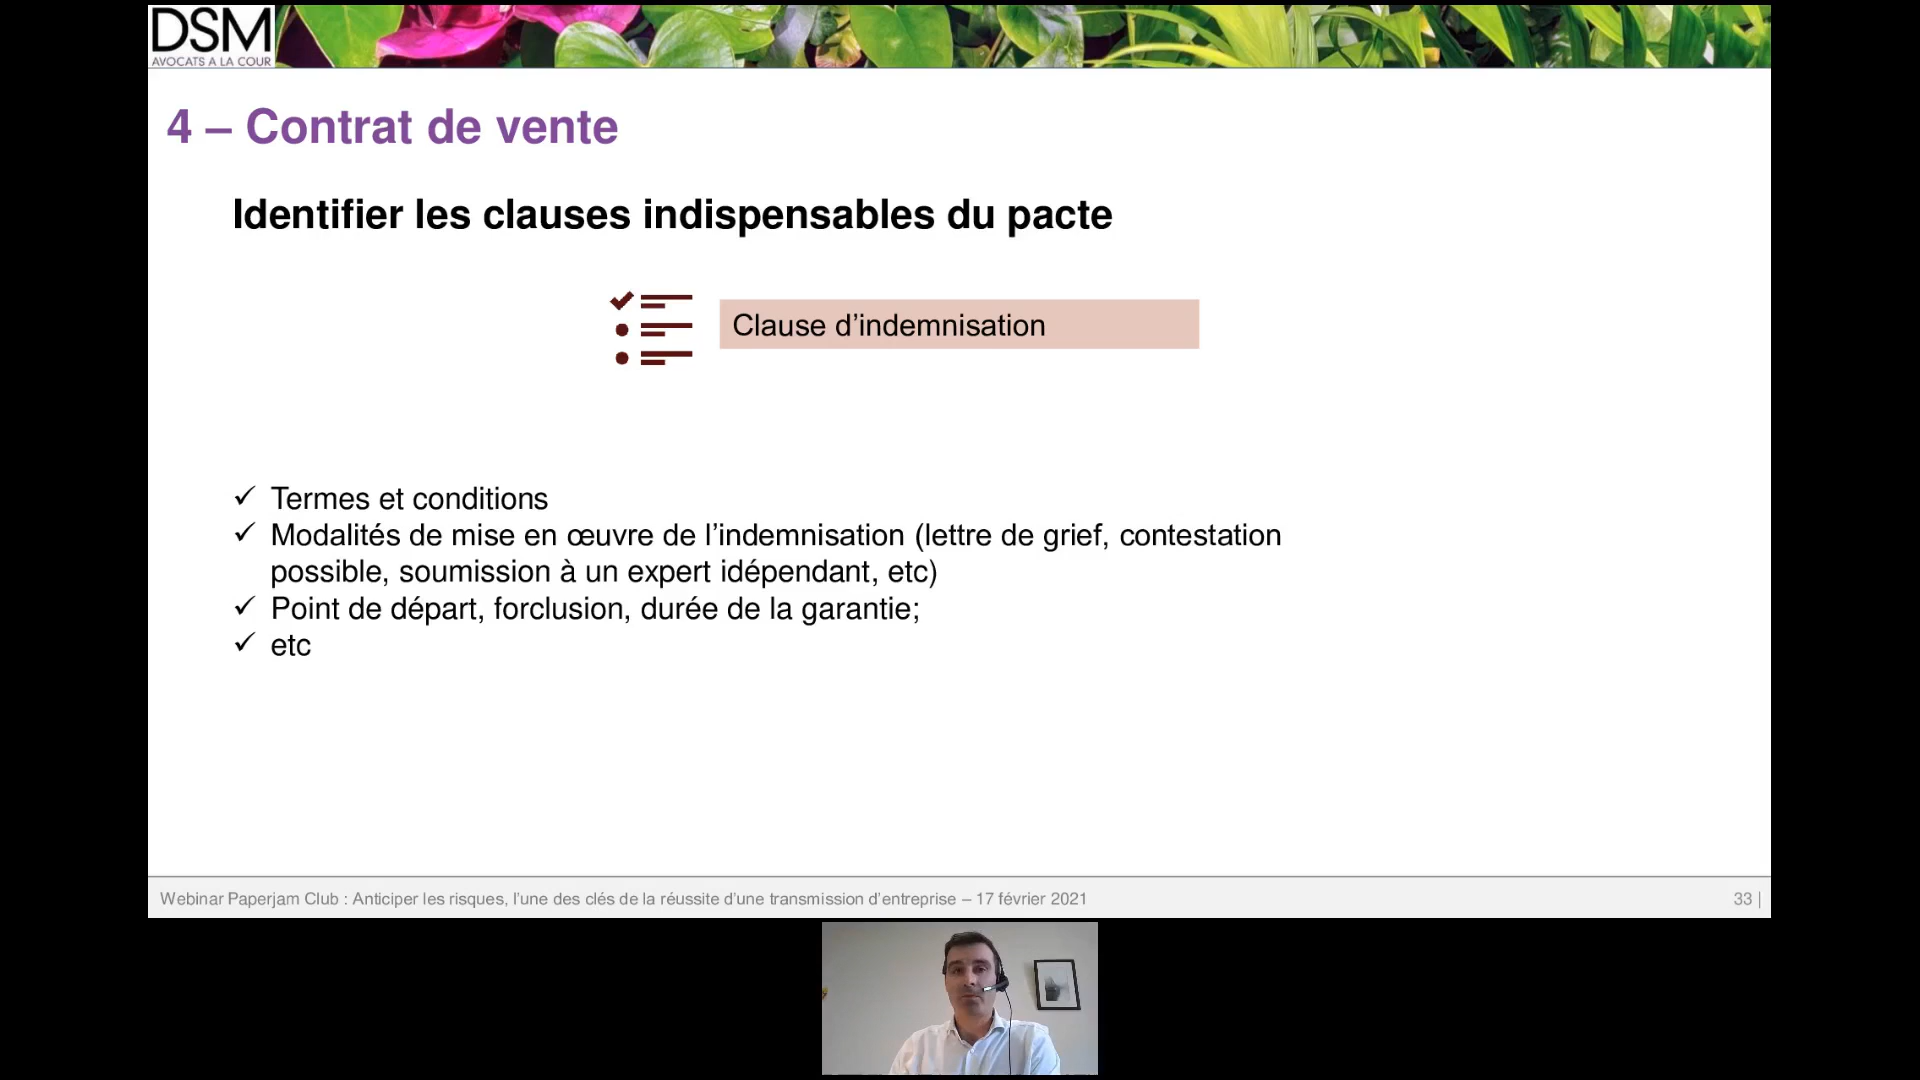 DSM
AVOCATS A LA COUR
4 – Contrat de vente
Identifier les clauses indispensables du pacte
Clause d’indemnisation
✓ Termes et conditions
✓ Modalités de mise en œuvre de l’indemnisation (lettre de grief, contestation
possible, soumission à un expert idépendant, etc)
✓ Point de départ, forclusion, durée de la garantie;
✓ etc
Webinar Paperjam Club : Anticiper les risques, l’une des clés de la réussite d’une transmission d’entreprise – 17 février 2021
33 |